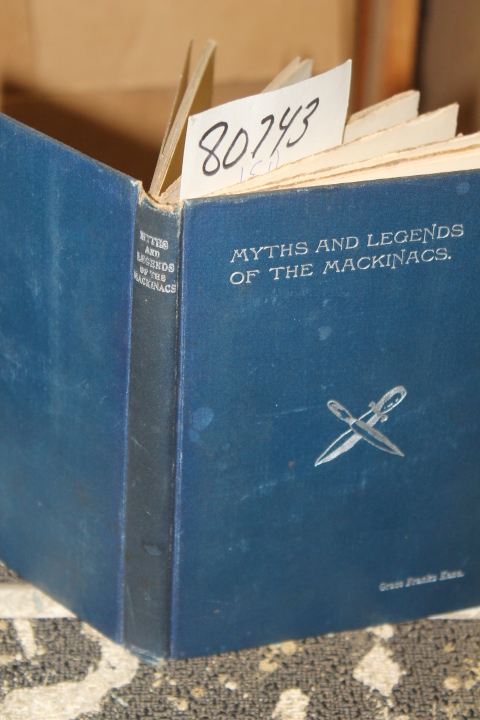 80743
MYTHS AND LEGENDS
OF THE MACKINACS.
MYTHS
AND
LEGENDS
OF THE
MACKINACS
Grace Franks Kane.